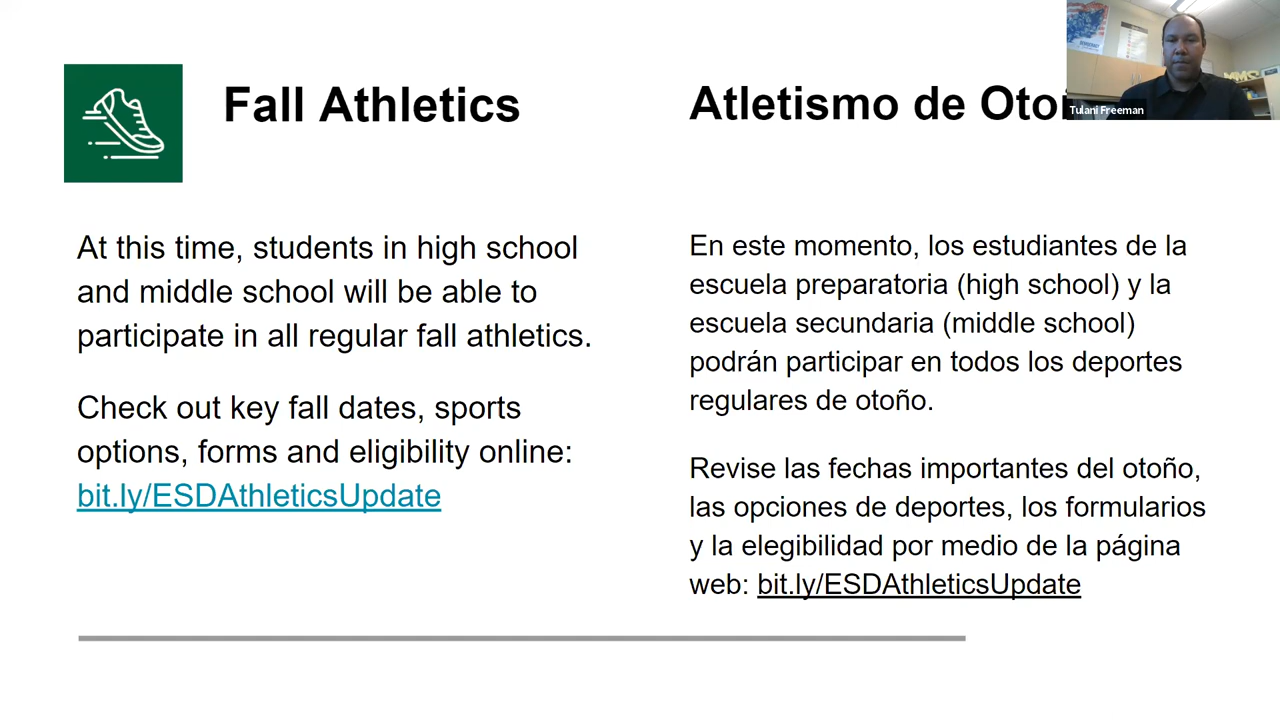 Fall Athletics
At this time, students in high school
and middle school will be able to
participate in all regular fall athletics.
Check out key fall dates, sports
options, forms and eligibility online:
bit.ly/ESDAthleticsUpdate
Atletismo de
En este momento, los estudiantes de la
escuela preparatoria (high school) y la
escuela secundaria (middle school)
podrán participar en todos los deportes
regulares de otoño.
Revise las fechas importantes del otoño,
las opciones de deportes, los formularios
y la elegibilidad por medio de la página
web: bit.ly/ESDAthleticsUpdate
DEMOCRACY
MMS
Tulani Freeman